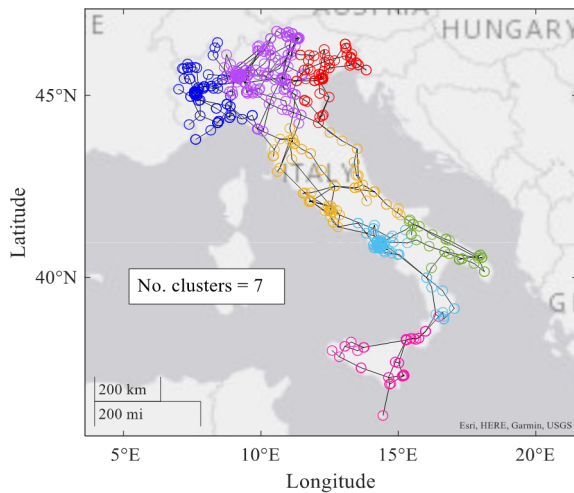 E
AUSTRIA
HUNGARY
45°N
ITALY
Latitude
40°N
No. clusters = 7
G
200 km
200 mi
Esri, HERE, Garmin, USGS
5°E
10°E
15°E
20°E
Longitude